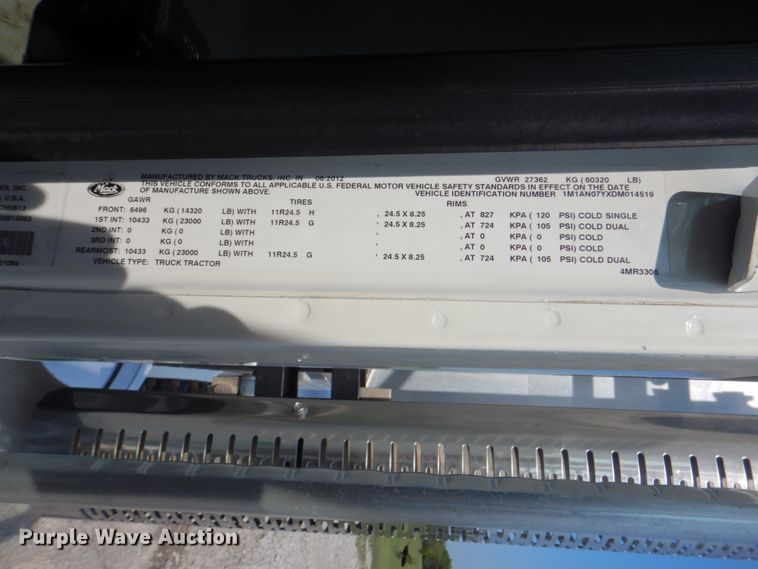 MANUFACTURED BY MACK TRUCKS, INC. IN 08/2012 GVWR 27362 KG ( 60320 LB)
THIS VEHICLE CONFORMS TO ALL APPLICABLE U.S. FEDERAL MOTOR VEHICLE SAFETY STANDARDS IN EFFECT ON THE DATE
OF MANUFACTURE SHOWN ABOVE. VEHICLE IDENTIFICATION NUMBER 1M1AN07YXDM014519
Mack
KS, INC.
U.S.A.
CHU613
GAWR TIRES RIMS
FRONT: 6496 KG ( 14320 LB) WITH 11R24.5 H , 24.5 X 8.25 , AT 827 KPA ( 120 PSI) COLD SINGLE
1ST INT: 10433 KG ( 23000 LB) WITH 11R24.5 G , 24.5 X 8.25 , AT 724 KPA ( 105 PSI) COLD DUAL
2ND INT: 0 KG ( 0 LB) WITH , , AT 0 KPA ( 0 PSI) COLD
3RD INT: 0 KG ( 0 LB) WITH , , AT 0 KPA ( 0 PSI) COLD
REARMOST: 10433 KG ( 23000 LB) WITH 11R24.5 G , 24.5 X 8.25 , AT 724 KPA ( 105 PSI) COLD DUAL
VEHICLE TYPE: TRUCK TRACTOR 4MR3306
Purple Wave Auction